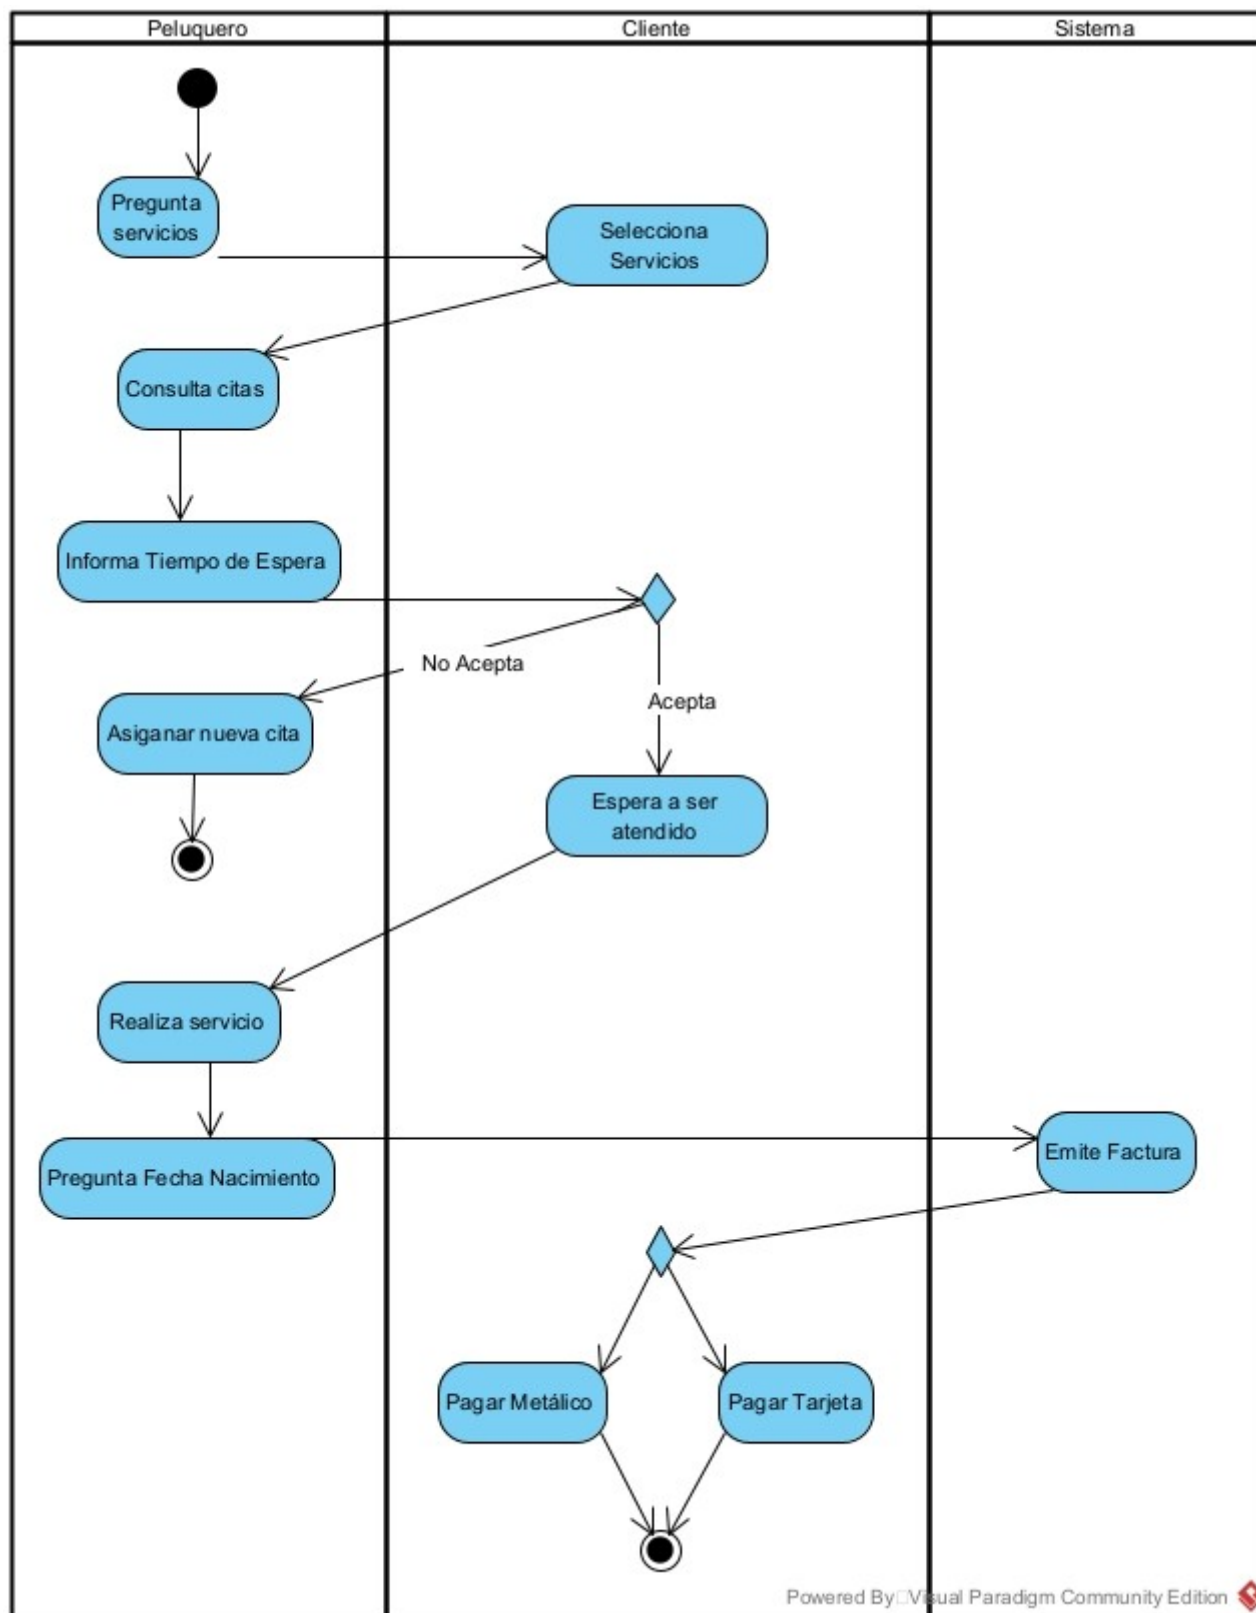 Peluquero
Cliente
Sistema
Pregunta
servicios
Selecciona
Servicios
Consulta citas
Informa Tiempo de Espera
No Acepta
Acepta
Asiganar nueva cita
Espera a ser
atendido
Realiza servicio
Pregunta Fecha Nacimiento
Emite Factura
Pagar Metálico
Pagar Tarjeta
Powered By Visual Paradigm Community Edition